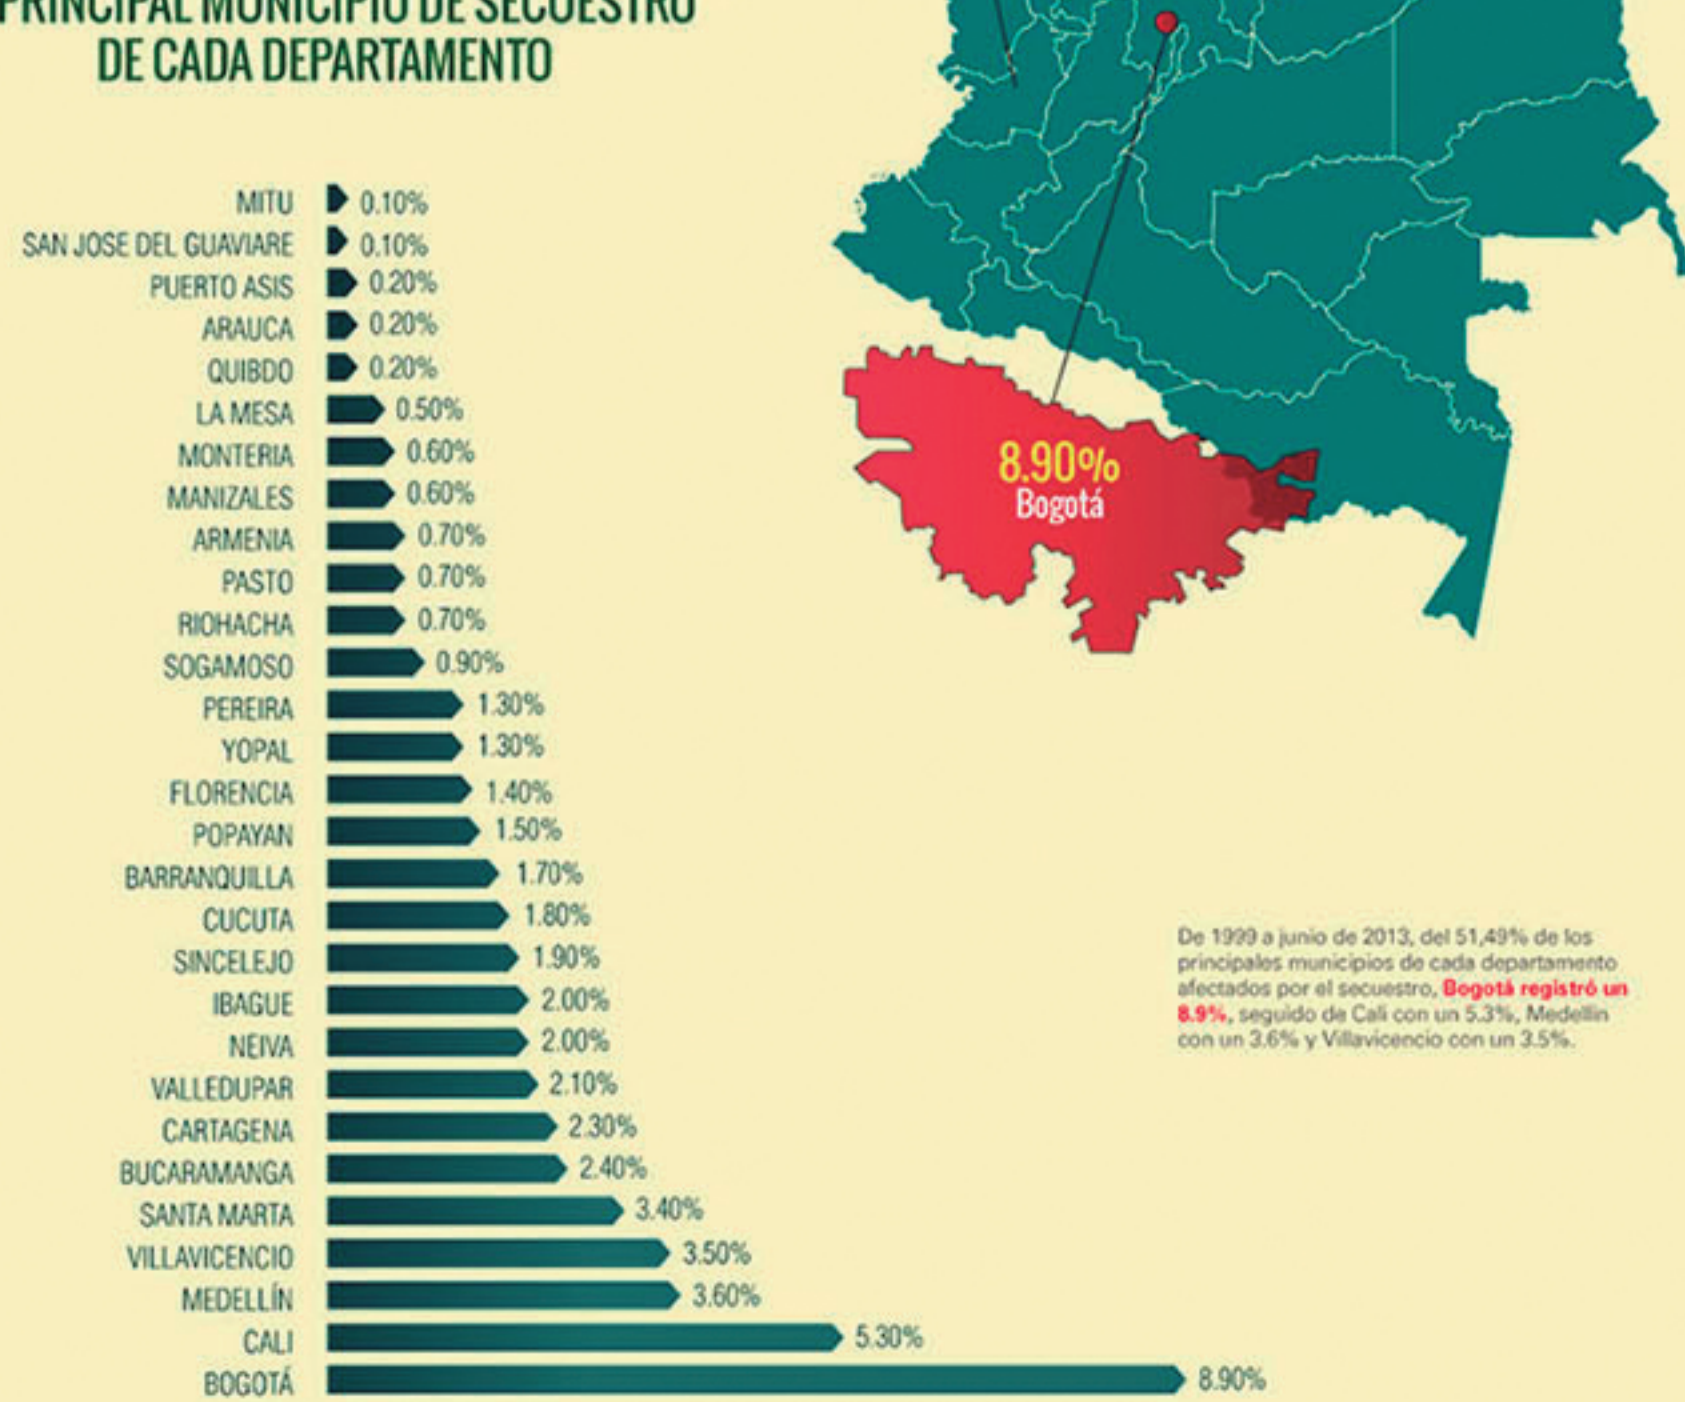 PRINCIPAL MUNICIPIO DE SECUESTRO
DE CADA DEPARTAMENTO
MITU 0.10%
SAN JOSE DEL GUAVIARE 0.10%
PUERTO ASIS 0.20%
ARAUCA 0.20%
QUIBDO 0.20%
LA MESA 0.50%
MONTERIA 0.60%
MANIZALES 0.60%
ARMENIA 0.70%
PASTO 0.70%
RIOHACHA 0.70%
SOGAMOSO 0.90%
PEREIRA 1.30%
YOPAL 1.30%
FLORENCIA 1.40%
POPAYAN 1.50%
BARRANQUILLA 1.70%
CUCUTA 1.80%
SINCELEJO 1.90%
IBAGUE 2.00%
NEIVA 2.00%
VALLEDUPAR 2.10%
CARTAGENA 2.30%
BUCARAMANGA 2.40%
SANTA MARTA 3.40%
VILLAVICENCIO 3.50%
MEDELLÍN 3.60%
CALI 5.30%
BOGOTÁ 8.90%
8.90%
Bogotá
De 1999 a junio de 2013, del 51,49% de los
principales municipios de cada departamento
afectados por el secuestro, Bogotá registró un
8.9%, seguido de Cali con un 5.3%, Medellín
con un 3.6% y Villavicencio con un 3.5%.